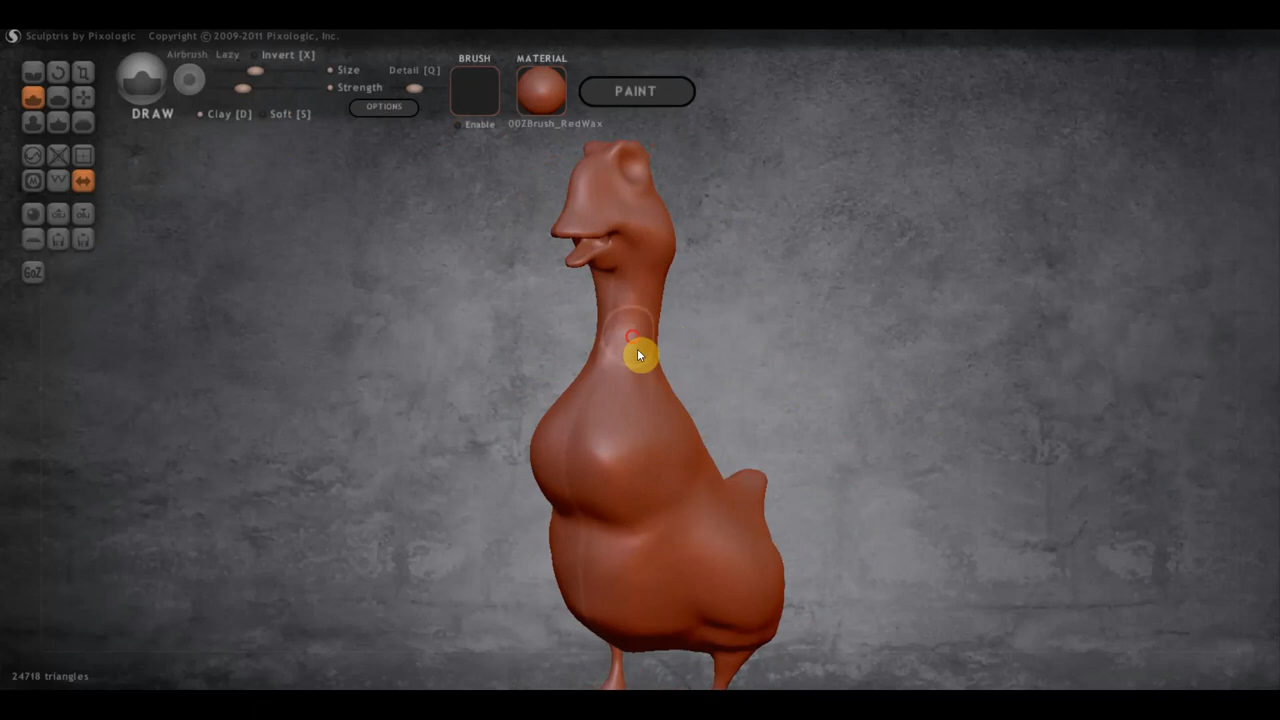 Sculptris by Pixologic Copyright © 2009-2011 Pixologic, Inc.
Airbrush Lazy Invert [X]
Size Detail [Q]
Strength
OPTIONS
DRAW
Clay [D] Soft [S]
BRUSH
Enable
MATERIAL
00ZBrush_RedWax
PAINT
GoZ
24718 triangles